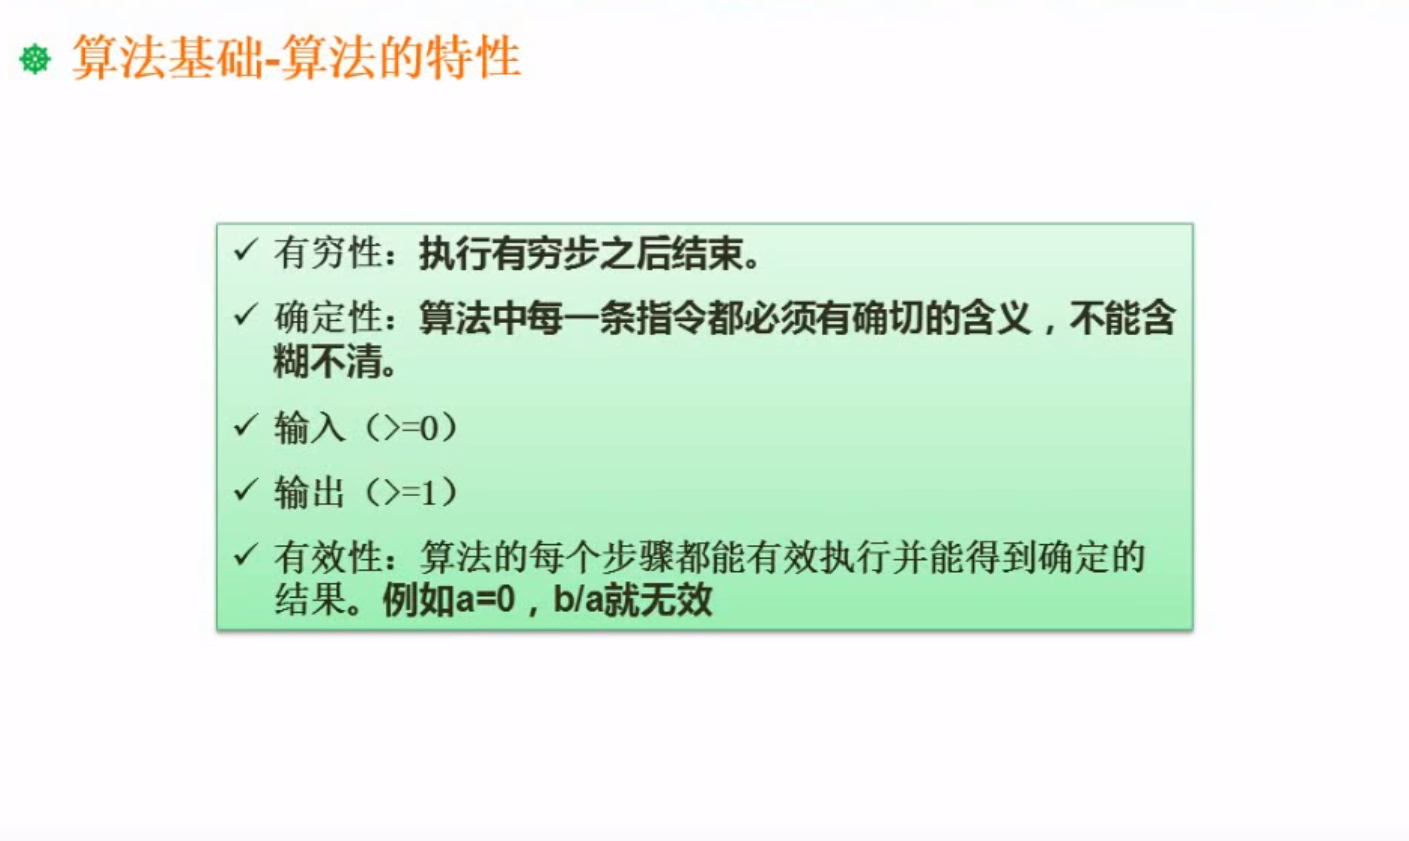 算法基础-算法的特性
✓ 有穷性：执行有穷步之后结束。
✓ 确定性：算法中每一条指令都必须有确切的含义，不能含
糊不清。
✓ 输入（>=0）
✓ 输出（>=1）
✓ 有效性：算法的每个步骤都能有效执行并能得到确定的
结果。例如a=0，b/a就无效